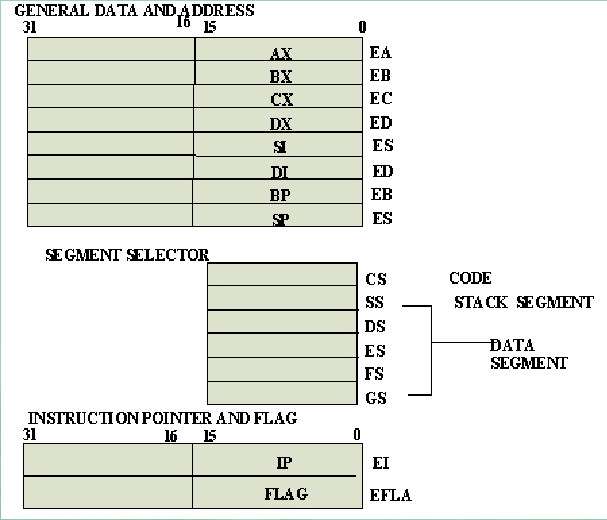 GENERAL DATA AND ADDRESS
31 16 15 0
AX EA
BX EB
CX EC
DX ED
SI ES
DI ED
BP EB
SP ES
SEGMENT SELECTOR
CS CODE
SS STACK SEGMENT
DS
ES DATA
SEGMENT
FS
GS
INSTRUCTION POINTER AND FLAG
31 16 15 0
IP EI
FLAG EFLA